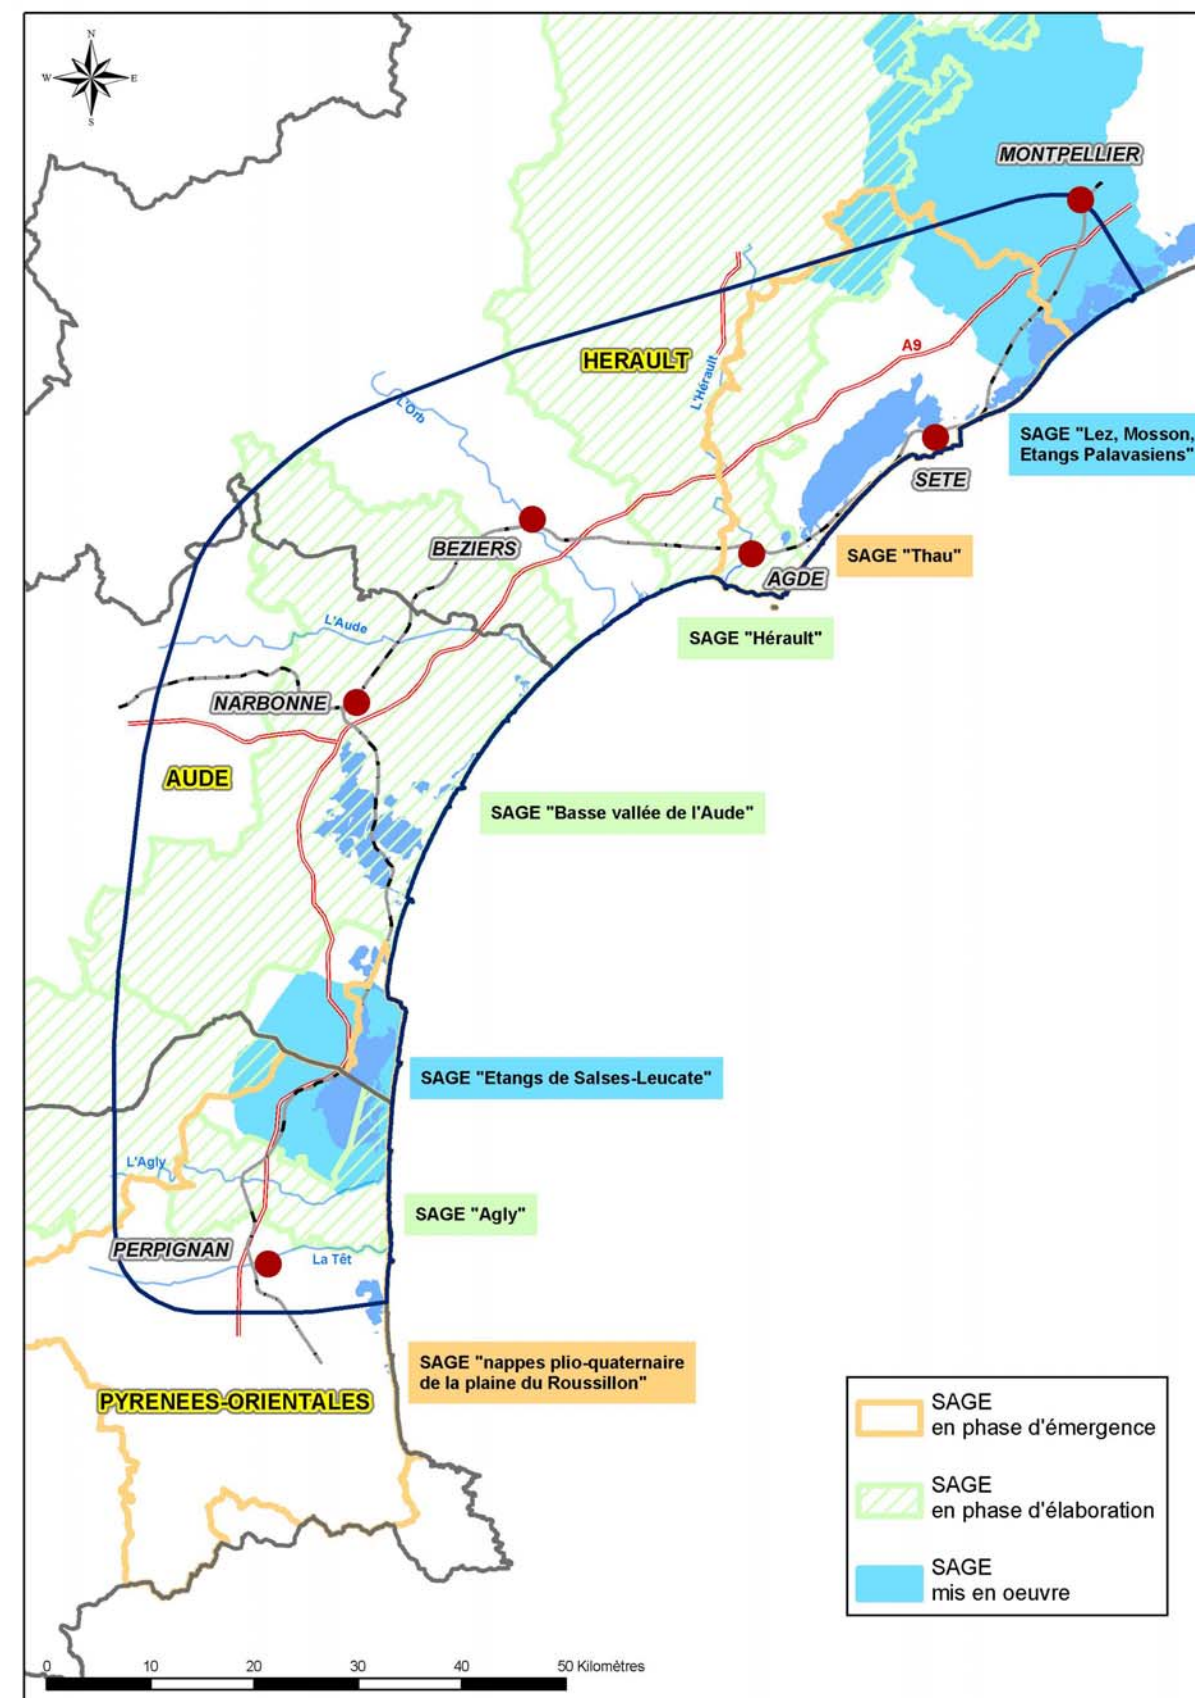 N
W
E
S
MONTPELLIER
A9
HERAULT
L'Hérault
L'Orb
SAGE "Lez, Mosson,
Etangs Palavasiens"
SETE
BEZIERS
SAGE "Thau"
AGDE
L'Aude
SAGE "Hérault"
NARBONNE
AUDE
SAGE "Basse vallée de l'Aude"
SAGE "Etangs de Salses-Leucate"
L'Agly
SAGE "Agly"
PERPIGNAN
La Têt
SAGE "nappes plio-quaternaire
de la plaine du Roussillon"
PYRENEES-ORIENTALES
SAGE
en phase d'émergence
SAGE
en phase d'élaboration
SAGE
mis en oeuvre
0 10 20 30 40 50 Kilomètres